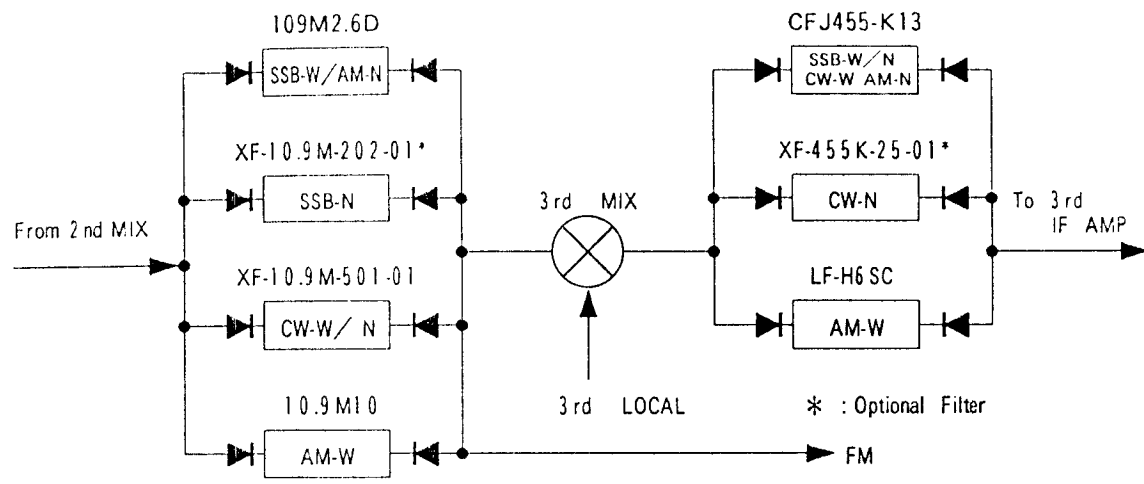 109M2.6D
SSB-W/AM-N
XF-10.9M-202-01*
SSB-N
From 2nd MIX
XF-10.9M-501-01
CW-W/ N
10.9M10
AM-W
3rd MIX
3rd LOCAL
CFJ455-K13
SSB-W/N
CW-W AM-N
XF-455K-25-01*
CW-N
To 3rd
IF AMP
LF-H6SC
AM-W
* : Optional Filter
FM